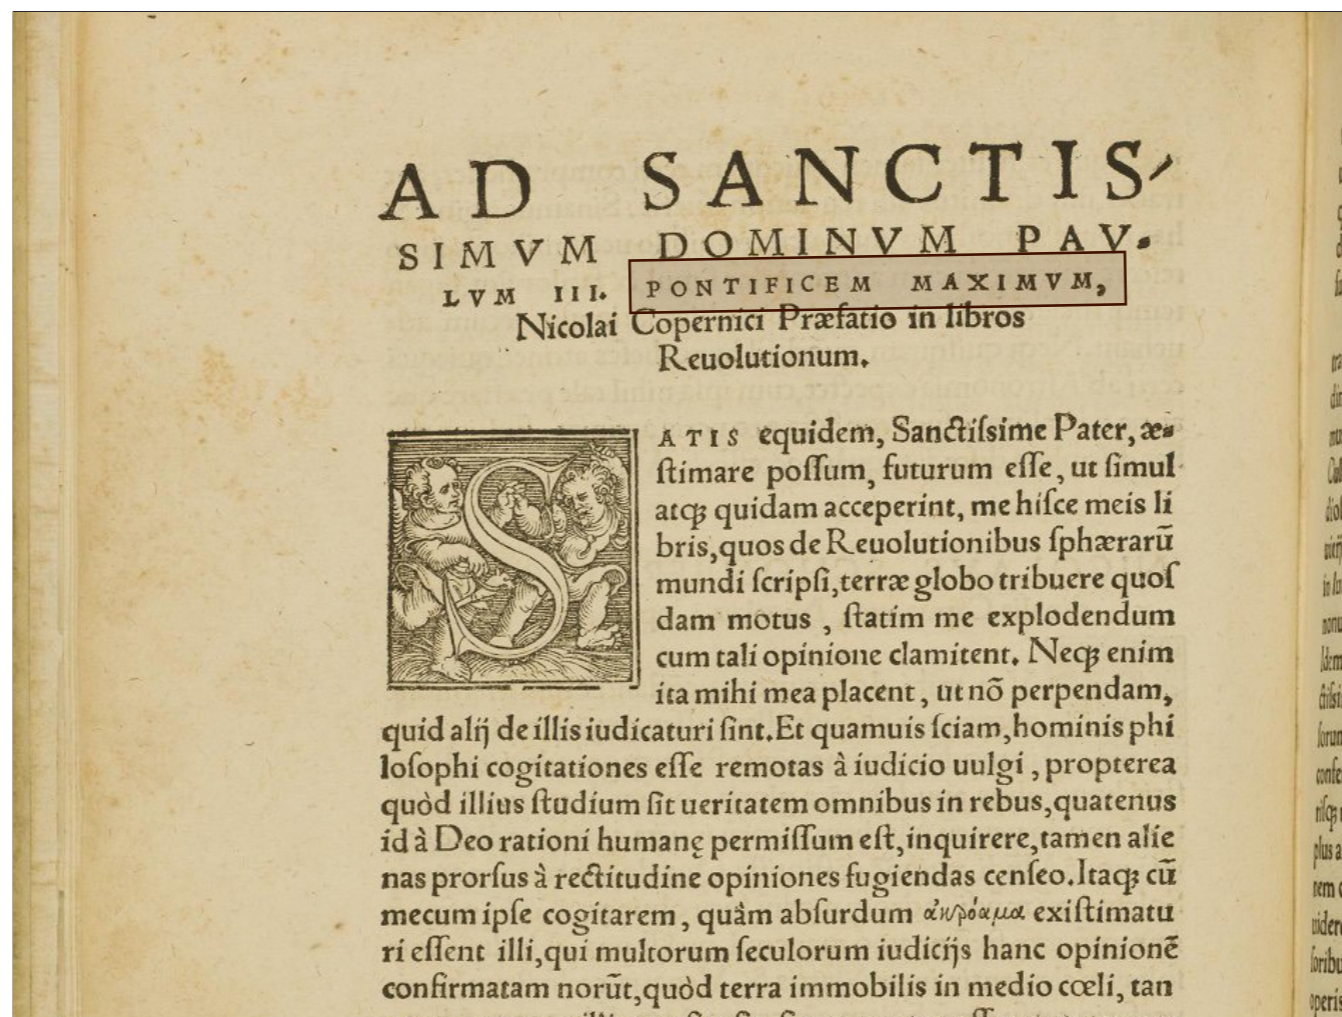 AD SANCTIS⸗
SIMVM DOMINVM PAV⸗
LVM III. PONTIFICEM MAXIMVM,
Nicolai Copernici Præfatio in libros
Reuolutionum.
SATIS equidem, Sanctiſsime Pater, æ⸗
ſtimare poſſum, futurum eſſe, ut ſimul
atqꝫ quidam acceperint, me hiſce meis li
bris, quos de Reuolutionibus ſphærarū
mundi ſcripſi, terræ globo tribuere quoſ
dam motus, ſtatim me explodendum
cum tali opinione clamitent. Neqꝫ enim
ita mihi mea placent, ut nō perpendam,
quid alij de illis iudicaturi ſint. Et quamuis ſciam, hominis phi
loſophi cogitationes eſſe remotas à iudicio uulgi, propterea
quòd illius ſtudium ſit ueritatem omnibus in rebus, quatenus
id à Deo rationi humanę permiſſum eſt, inquirere, tamen alie
nas prorſus à rectitudine opiniones fugiendas cenſeo. Itaqꝫ cū
mecum ipſe cogitarem, quàm abſurdum ἀκρόαμα exiſtimatu
ri eſſent illi, qui multorum ſeculorum iudicijs hanc opinionē
confirmatam norūt, quòd terra immobilis in medio cœli, tan